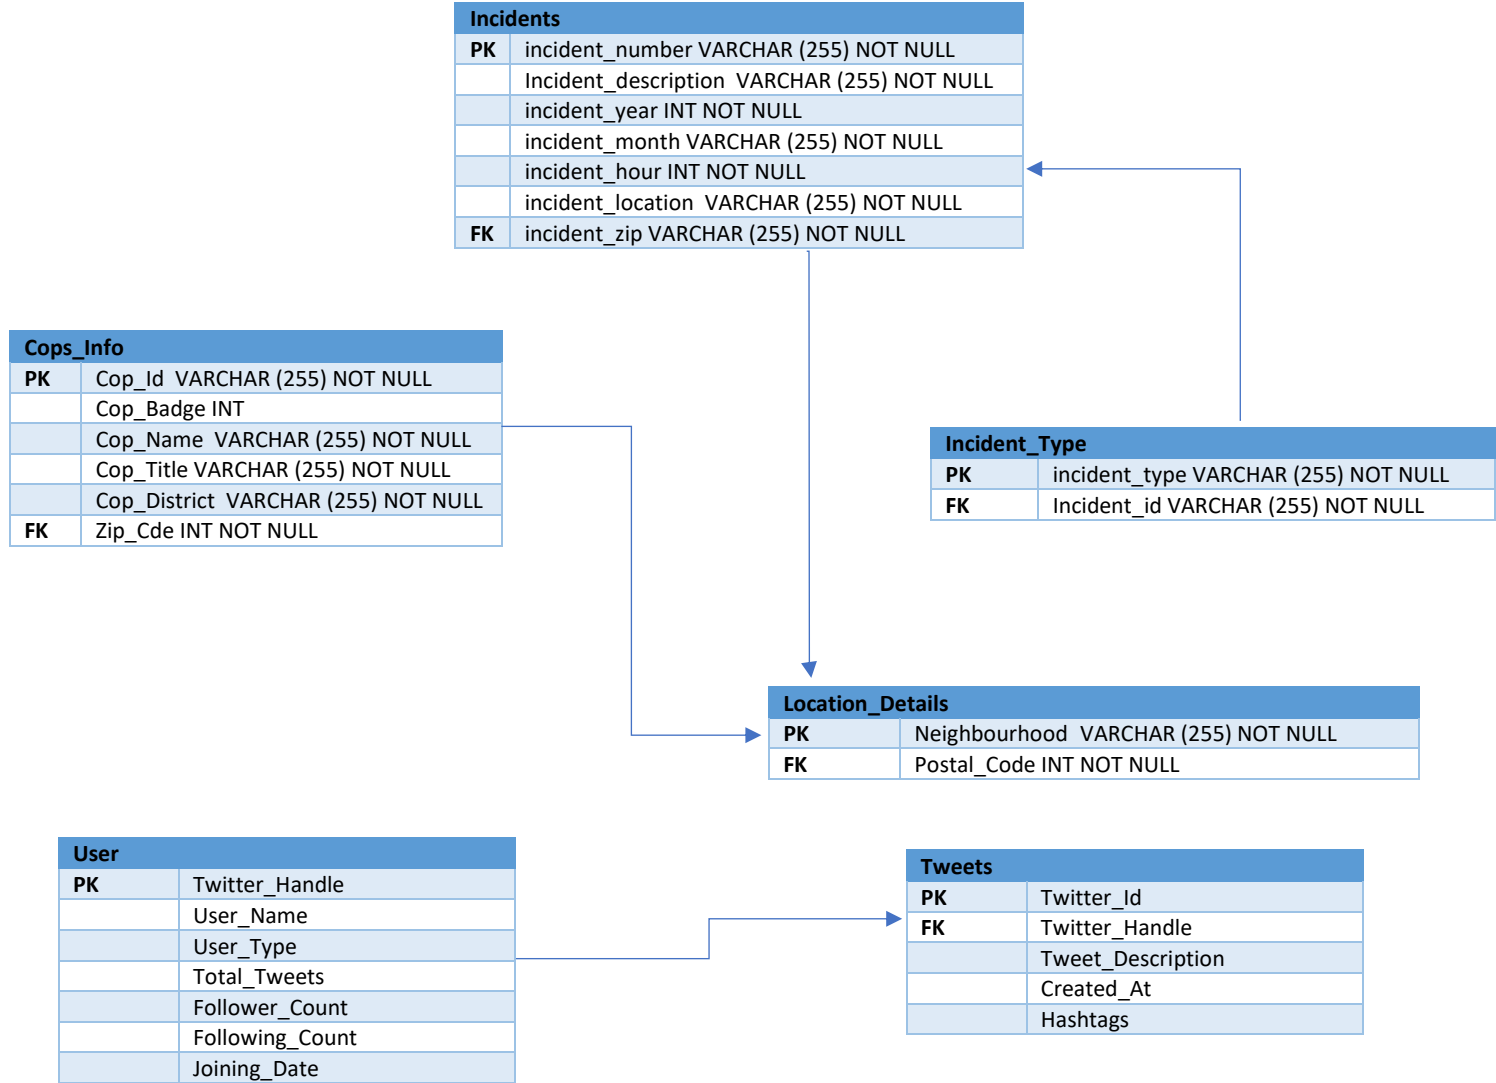 Incidents
PK incident_number VARCHAR (255) NOT NULL
Incident_description VARCHAR (255) NOT NULL
incident_year INT NOT NULL
incident_month VARCHAR (255) NOT NULL
incident_hour INT NOT NULL
incident_location VARCHAR (255) NOT NULL
FK incident_zip VARCHAR (255) NOT NULL
Cops_Info
PK Cop_Id VARCHAR (255) NOT NULL
Cop_Badge INT
Cop_Name VARCHAR (255) NOT NULL
Cop_Title VARCHAR (255) NOT NULL
Cop_District VARCHAR (255) NOT NULL
FK Zip_Cde INT NOT NULL
Incident_Type
PK incident_type VARCHAR (255) NOT NULL
FK Incident_id VARCHAR (255) NOT NULL
Location_Details
PK Neighbourhood VARCHAR (255) NOT NULL
FK Postal_Code INT NOT NULL
User
PK Twitter_Handle
User_Name
User_Type
Total_Tweets
Follower_Count
Following_Count
Joining_Date
Tweets
PK Twitter_Id
FK Twitter_Handle
Tweet_Description
Created_At
Hashtags